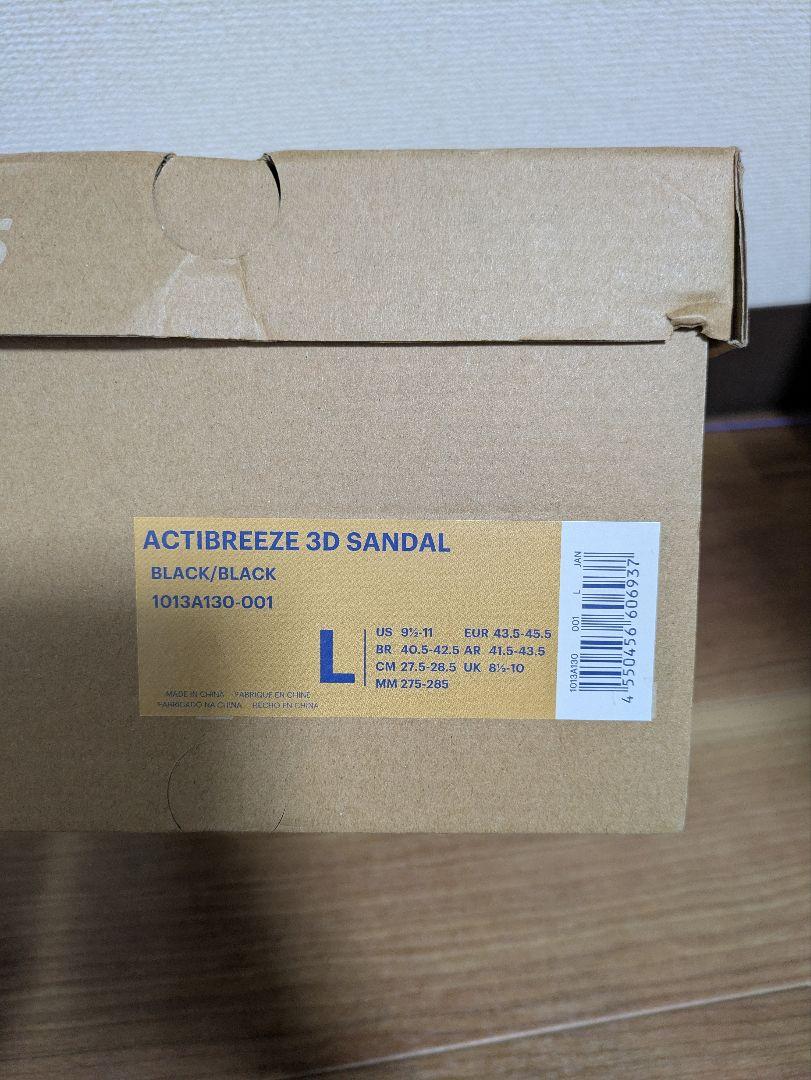 ACTIBREEZE 3D SANDAL
BLACK/BLACK
1013A130-001
L
US 9½-11 EUR 43.5-45.5
BR 40.5-42.5 AR 41.5-43.5
CM 27.5-28.5 UK 8½-10
MM 275-285
MADE IN CHINA FABRIQUE EN CHINE
FABRICADO NA CHINA HECHO EN CHINA
1013A130 001 L JAN
4 550456 606937